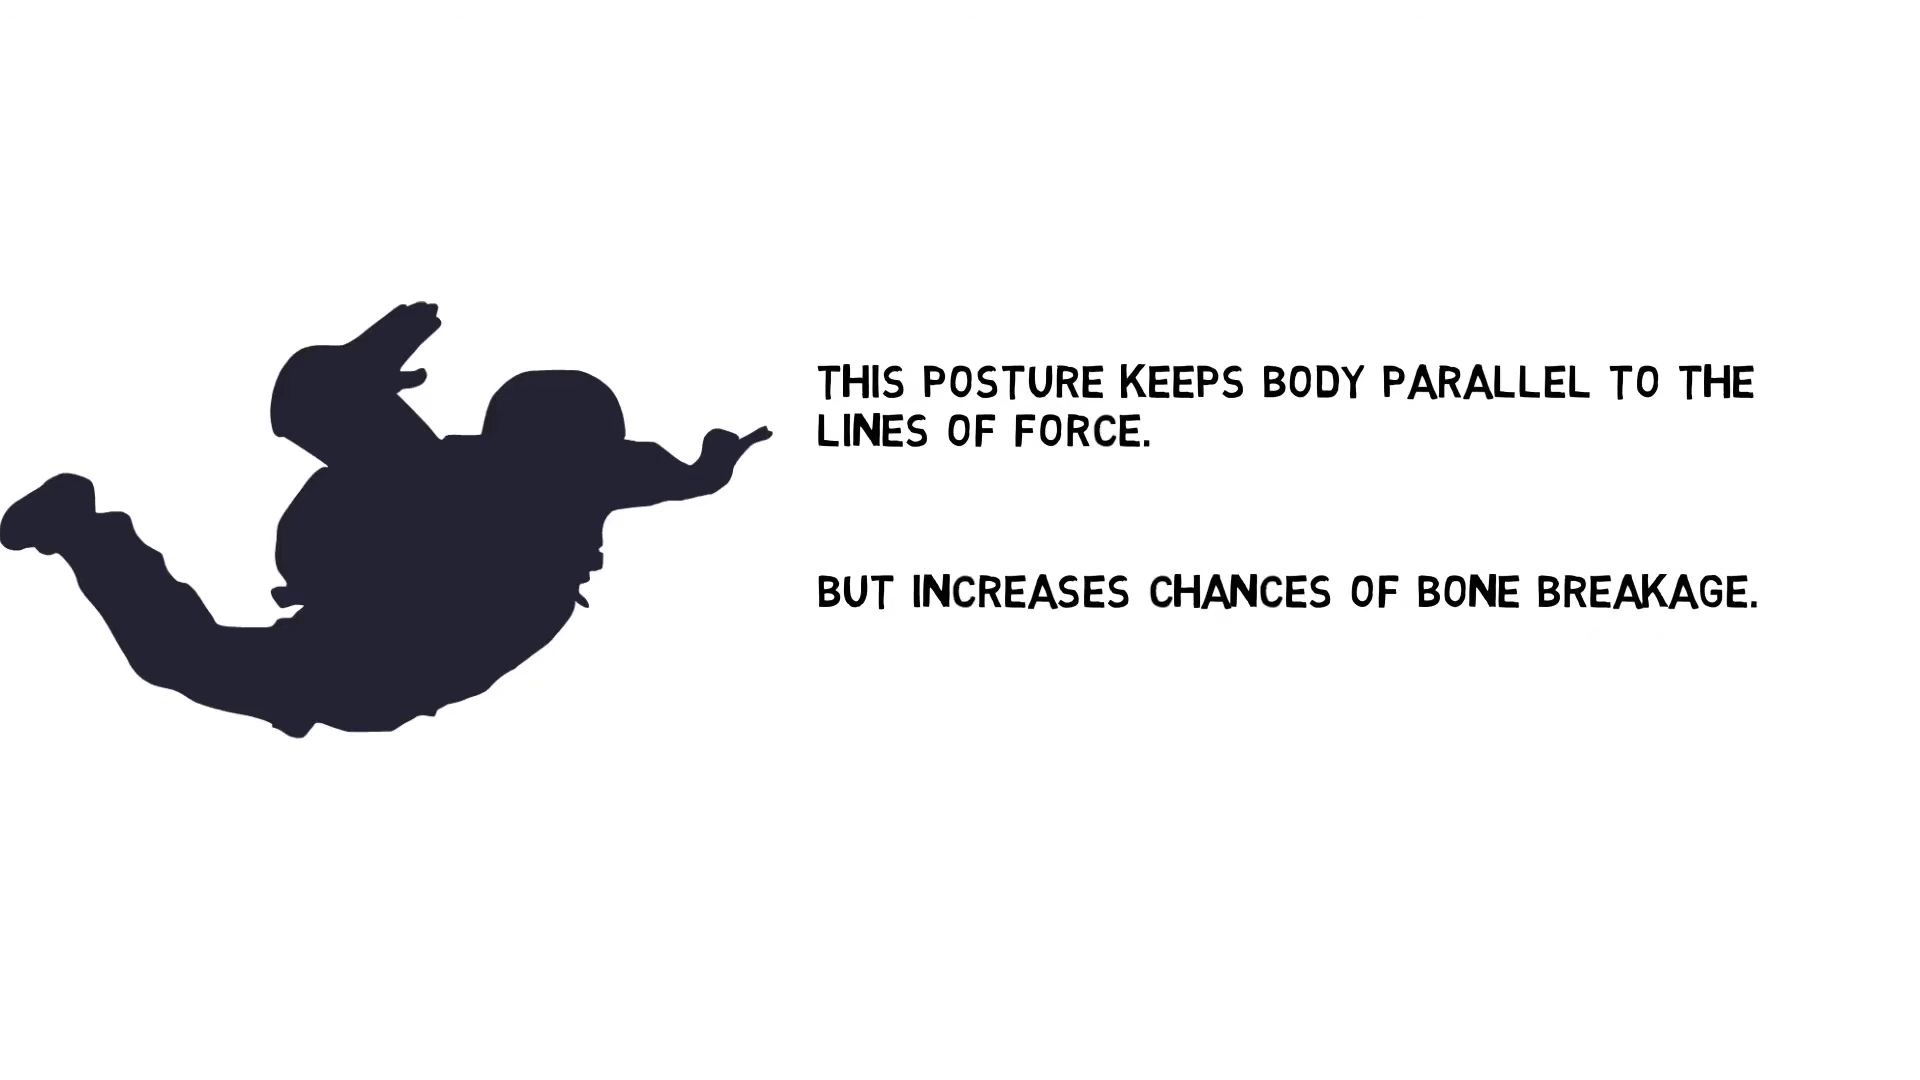 THIS POSTURE KEEPS BODY PARALLEL TO THE
LINES OF FORCE.
BUT INCREASES CHANCES OF BONE BREAKAGE.